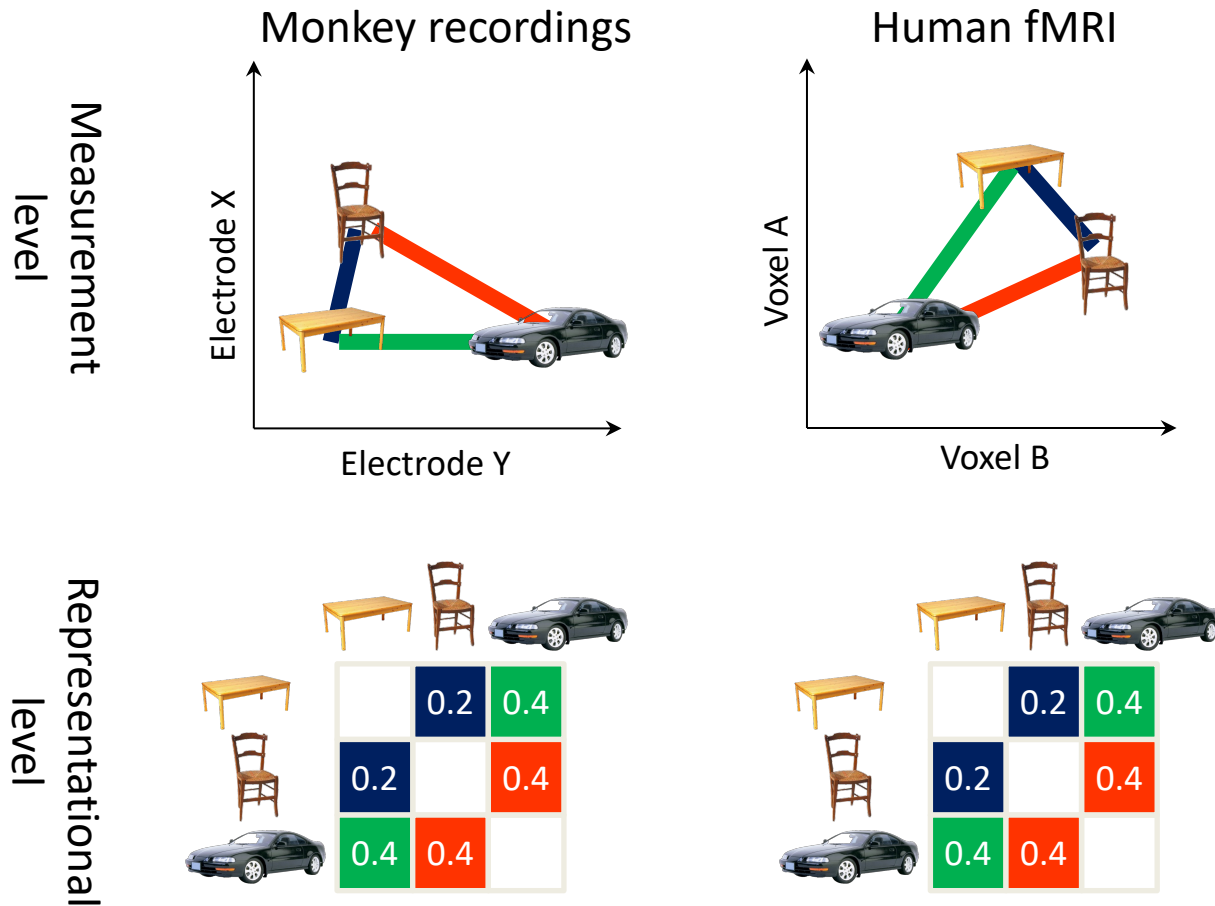 Monkey recordings
Human fMRI
Measurement
level
Electrode X
Electrode Y
Voxel A
Voxel B
Representational
level
0.2 0.4
0.2 0.4
0.4 0.4
0.2 0.4
0.2 0.4
0.4 0.4